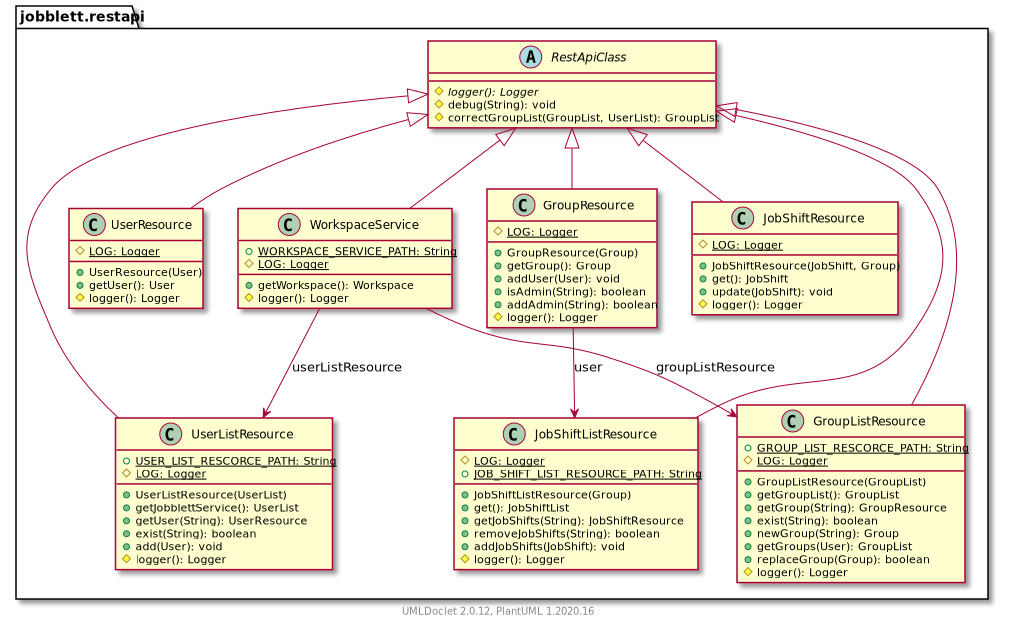 jobblett.restapi
A
RestApiClass
logger(): Logger
debug(String): void
correctGroupList(GroupList, UserList): GroupList
C
UserResource
LOG: Logger
UserResource(User)
getUser(): User
logger(): Logger
C
WorkspaceService
WORKSPACE_SERVICE_PATH: String
LOG: Logger
getWorkspace(): Workspace
logger(): Logger
C
GroupResource
LOG: Logger
GroupResource(Group)
getGroup(): Group
addUser(User): void
isAdmin(String): boolean
addAdmin(String): boolean
logger(): Logger
C
JobShiftResource
LOG: Logger
JobShiftResource(JobShift, Group)
get(): JobShift
update(JobShift): void
logger(): Logger
userListResource
user
groupListResource
C
UserListResource
USER_LIST_RESCORCE_PATH: String
LOG: Logger
UserListResource(UserList)
getJobblettService(): UserList
getUser(String): UserResource
exist(String): boolean
add(User): void
logger(): Logger
C
JobShiftListResource
LOG: Logger
JOB_SHIFT_LIST_RESOURCE_PATH: String
JobShiftListResource(Group)
get(): JobShiftList
getJobShifts(String): JobShiftResource
removeJobShifts(String): boolean
addJobShifts(JobShift): void
logger(): Logger
C
GroupListResource
GROUP_LIST_RESCORCE_PATH: String
LOG: Logger
GroupListResource(GroupList)
getGroupList(): GroupList
getGroup(String): GroupResource
exist(String): boolean
newGroup(String): Group
getGroups(User): GroupList
replaceGroup(Group): boolean
logger(): Logger
UMLDoclet 2.0.12, PlantUML 1.2020.16